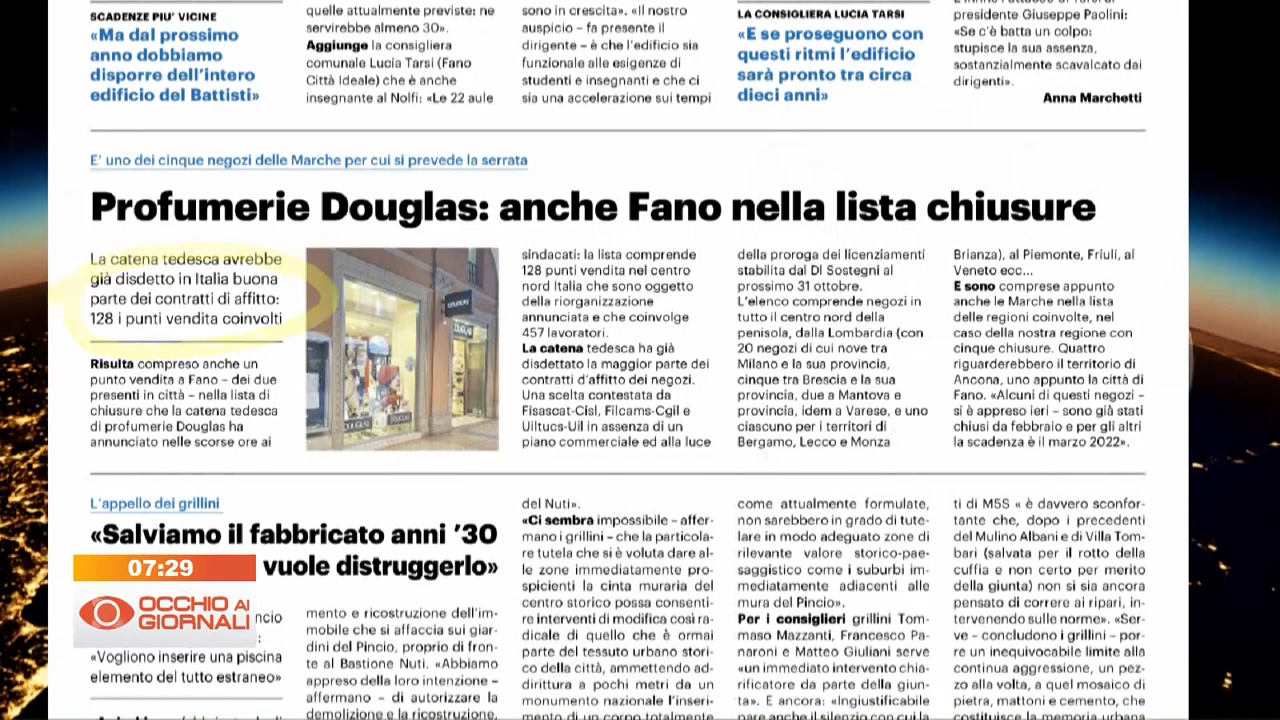 SCADENZE PIU' VICINE
«Ma dal prossimo
anno dobbiamo
disporre dell'intero
edificio del Battisti»
quelle attualmente previste: ne
servirebbe almeno 30».
Aggiunge la consigliera
comunale Lucia Tarsi (Fano
Città Ideale) che è anche
insegnante al Nolfi: «Le 22 aule
sono in crescita». «Il nostro
auspicio – fa presente il
dirigente – è che l'edificio sia
funzionale alle esigenze di
studenti e insegnanti e che ci
sia una accelerazione sui tempi
LA CONSIGLIERA LUCIA TARSI
«E se proseguono con
questi ritmi l'edificio
sarà pronto tra circa
dieci anni»
presidente Giuseppe Paolini:
«Se c'è batta un colpo:
stupisce la sua assenza,
sostanzialmente scavalcato dai
dirigenti».
Anna Marchetti
E' uno dei cinque negozi delle Marche per cui si prevede la serrata
Profumerie Douglas: anche Fano nella lista chiusure
La catena tedesca avrebbe
già disdetto in Italia buona
parte dei contratti di affitto:
128 i punti vendita coinvolti
Risulta compreso anche un
punto vendita a Fano – dei due
presenti in città – nella lista di
chiusure che la catena tedesca
di profumerie Douglas ha
annunciato nelle scorse ore ai
DOUGLAS
DOUGLAS
DOUGLAS
sindacati: la lista comprende
128 punti vendita nel centro
nord Italia che sono oggetto
della riorganizzazione
annunciata e che coinvolge
457 lavoratori.
La catena tedesca ha già
disdettato la maggior parte dei
contratti d'affitto dei negozi.
Una scelta contestata da
Fisascat-Cisl, Filcams-Cgil e
Uiltucs-Uil in assenza di un
piano commerciale ed alla luce
della proroga dei licenziamenti
stabilita dal Dl Sostegni al
prossimo 31 ottobre.
L'elenco comprende negozi in
tutto il centro nord della
penisola, dalla Lombardia (con
20 negozi di cui nove tra
Milano e la sua provincia,
cinque tra Brescia e la sua
provincia, due a Mantova e
provincia, idem a Varese, e uno
ciascuno per i territori di
Bergamo, Lecco e Monza
Brianza), al Piemonte, Friuli, al
Veneto ecc...
E sono comprese appunto
anche le Marche nella lista
delle regioni coinvolte, nel
caso della nostra regione con
cinque chiusure. Quattro
riguarderebbero il territorio di
Ancona, uno appunto la città di
Fano. «Alcuni di questi negozi –
si è appreso ieri – sono già stati
chiusi da febbraio e per gli altri
la scadenza è il marzo 2022».
L'appello dei grillini
«Salviamo il fabbricato anni '30
vuole distruggerlo»
07:29
OCCHIO AI
GIORNALI
ncio
:
«Vogliono inserire una piscina
elemento del tutto estraneo»
mento e ricostruzione dell'im-
mobile che si affaccia sui giar-
dini del Pincio, proprio di fron-
te al Bastione Nuti. «Abbiamo
appreso della loro intenzione –
affermano – di autorizzare la
demolizione e la ricostruzione,
del Nuti».
«Ci sembra impossibile – affer-
mano i grillini – che la particola-
re tutela che si è voluta dare al-
le zone immediatamente pro-
spicienti la cinta muraria del
centro storico possa consenti-
re interventi di modifica così ra-
dicale di quello che è ormai
parte del tessuto urbano stori-
co della città, ammettendo ad-
dirittura a pochi metri da un
monumento nazionale l'inseri-
mento di un corpo totalmente
come attualmente formulate,
non sarebbero in grado di tute-
lare in modo adeguato zone di
rilevante valore storico-pae-
saggistico come i suburbi im-
mediatamente adiacenti alle
mura del Pincio».
Per i consiglieri grillini Tom-
maso Mazzanti, Francesco Pa-
naroni e Matteo Giuliani serve
«un immediato intervento chia-
rificatore da parte della giun-
ta». E ancora: «Ingiustificabile
pare anche il silenzio con cui la
ti di M5S « è davvero sconfor-
tante che, dopo i precedenti
del Mulino Albani e di Villa Tom-
bari (salvata per il rotto della
cuffia e non certo per merito
della giunta) non si sia ancora
pensato di correre ai ripari, in-
tervenendo sulle norme». «Ser-
ve – concludono i grillini – por-
re un inequivocabile limite alla
continua aggressione, un pez-
zo alla volta, a quel mosaico di
pietra, mattoni e cemento, che
costituisce la memoria urbana